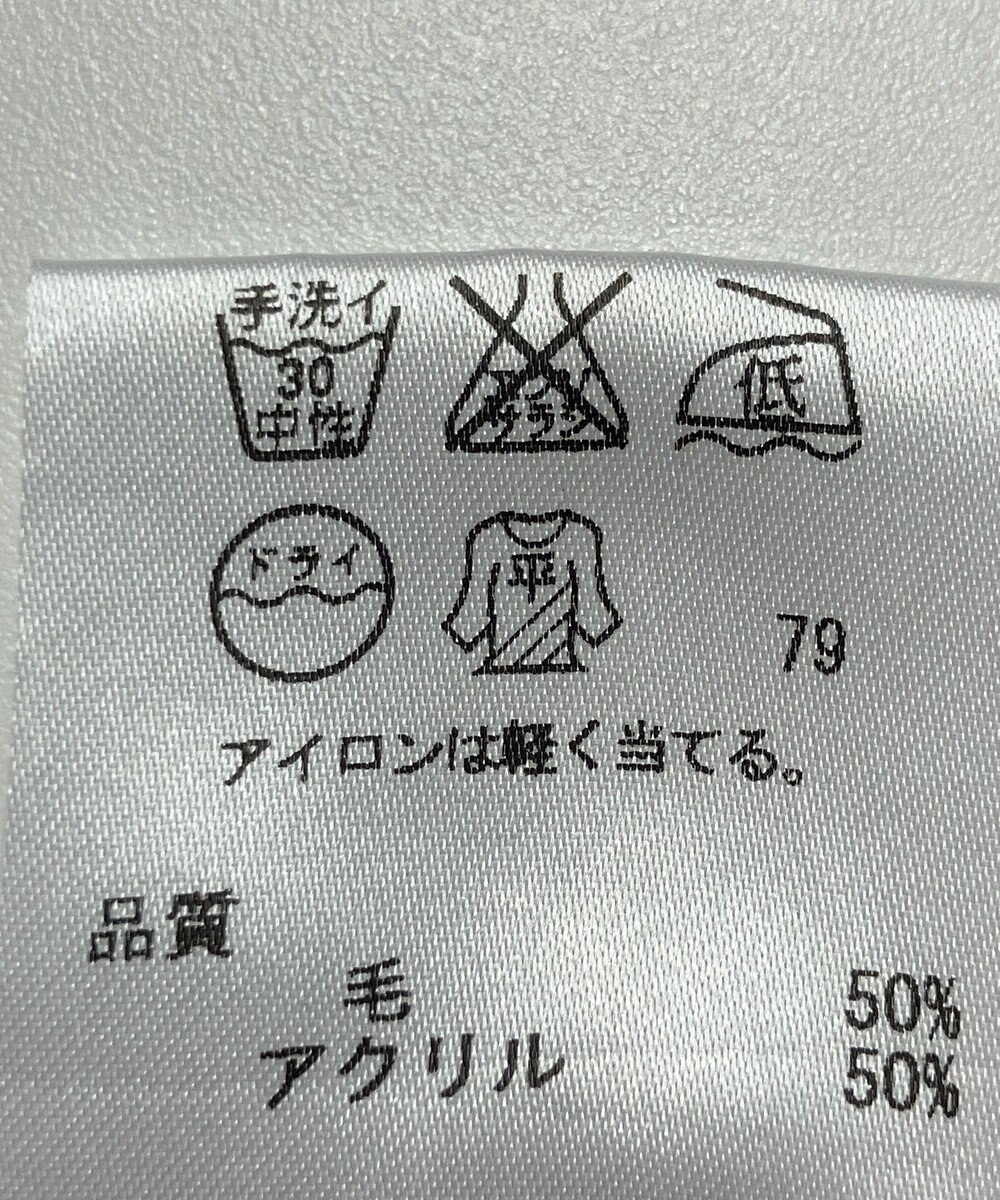 手洗イ
30
中性
エンソ
サラシ
低
ドライ
平
79
アイロンは軽く当てる。
品質
毛 50%
アクリル 50%